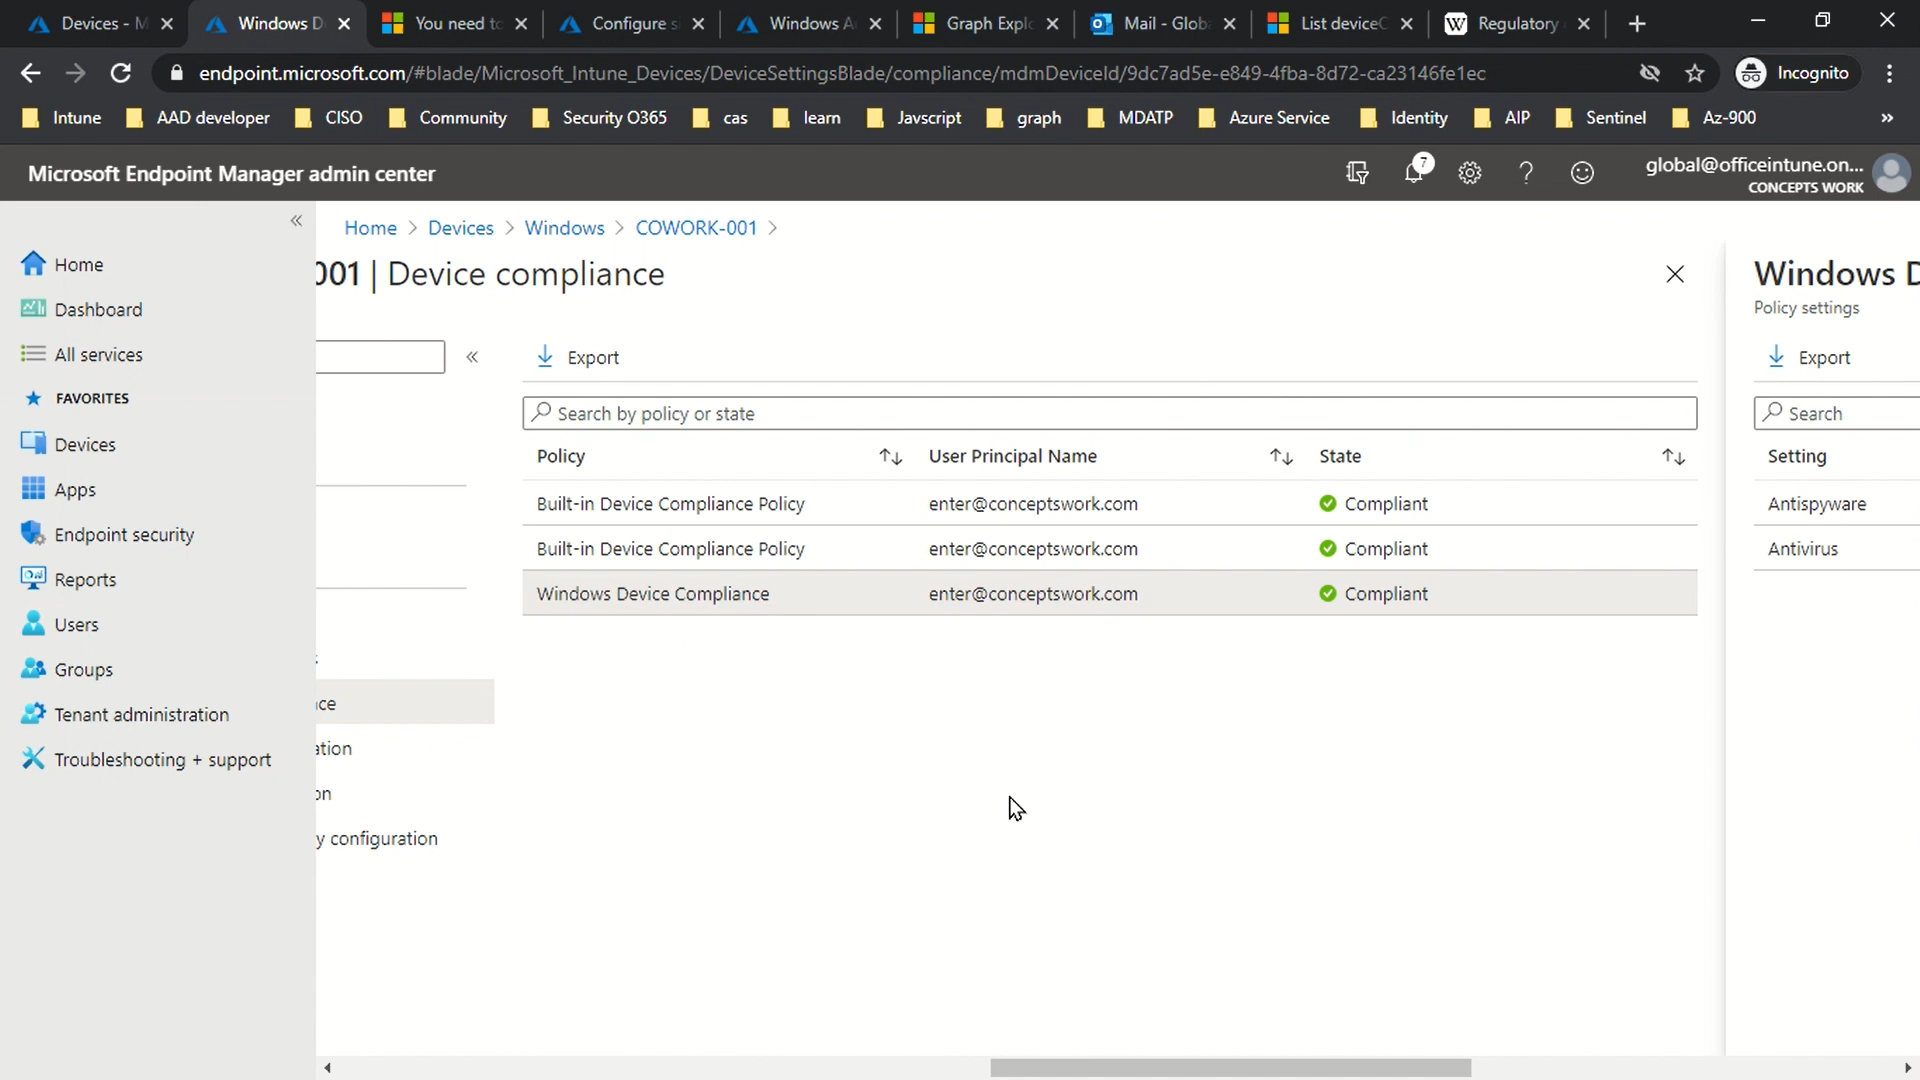 Devices - M
Windows D
You need to
Configure s
Windows A
Graph Explo
Mail - Globa
List deviceC
Regulatory
endpoint.microsoft.com/#blade/Microsoft_Intune_Devices/DeviceSettingsBlade/compliance/mdmDeviceId/9dc7ad5e-e849-4fba-8d72-ca23146fe1ec
Incognito
Intune
AAD developer
CISO
Community
Security O365
cas
learn
Javscript
graph
MDATP
Azure Service
Identity
AIP
Sentinel
Az-900
»
Microsoft Endpoint Manager admin center
7
global@officeintune.on...
CONCEPTS WORK
Home > Devices > Windows > COWORK-001 >
001 | Device compliance
Windows D
Policy settings
Home
Dashboard
All services
FAVORITES
Devices
Apps
Endpoint security
Reports
Users
Groups
Tenant administration
Troubleshooting + support
nce
ation
on
y configuration
Export
Search by policy or state
Policy
User Principal Name
State
Built-in Device Compliance Policy
enter@conceptswork.com
Compliant
Built-in Device Compliance Policy
enter@conceptswork.com
Compliant
Windows Device Compliance
enter@conceptswork.com
Compliant
Export
Search
Setting
Antispyware
Antivirus